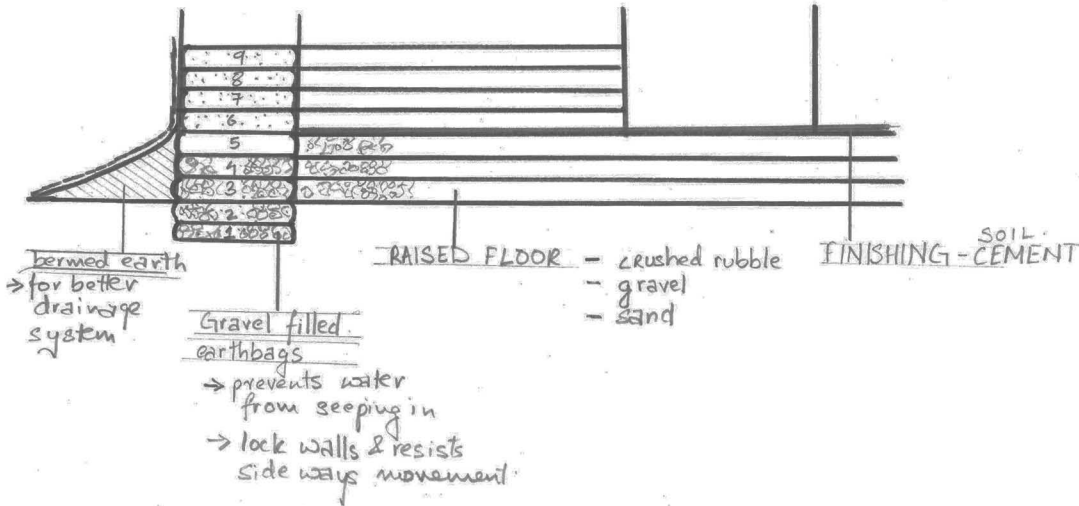 9
8
7
6
5
4
3
2
1
bermed earth
→ for better
drainage
system
Gravel filled
earthbags
→ prevents water
from seeping in
→ lock walls & resists
side ways movement
RAISED FLOOR - crushed rubble
- gravel
- sand
FINISHING - SOIL CEMENT